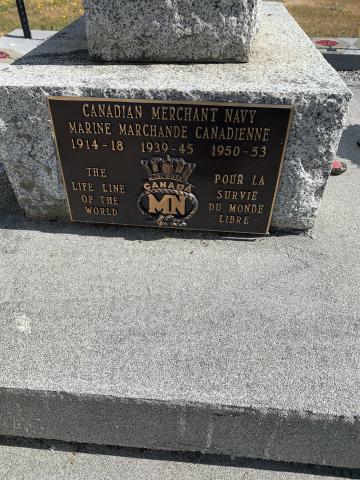 CANADIAN MERCHANT NAVY
MARINE MARCHANDE CANADIENNE
1914-18 1939-45 1950-53
THE
LIFE LINE
OF THE
WORLD
CANADA
MN
POUR LA
SURVIE
DU MONDE
LIBRE